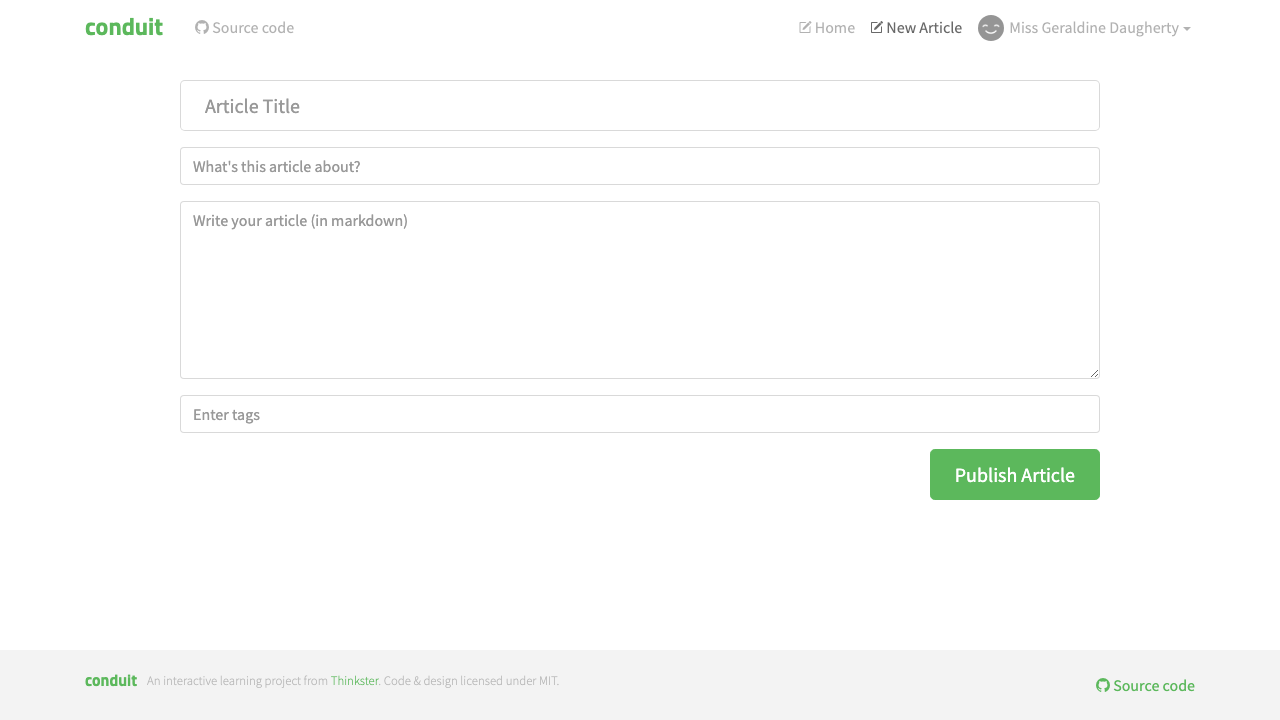 conduit Source code Home New Article Miss Geraldine Daugherty
Article Title
What's this article about?
Write your article (in markdown)
Enter tags
Publish Article
conduit An interactive learning project from Thinkster. Code & design licensed under MIT. Source code